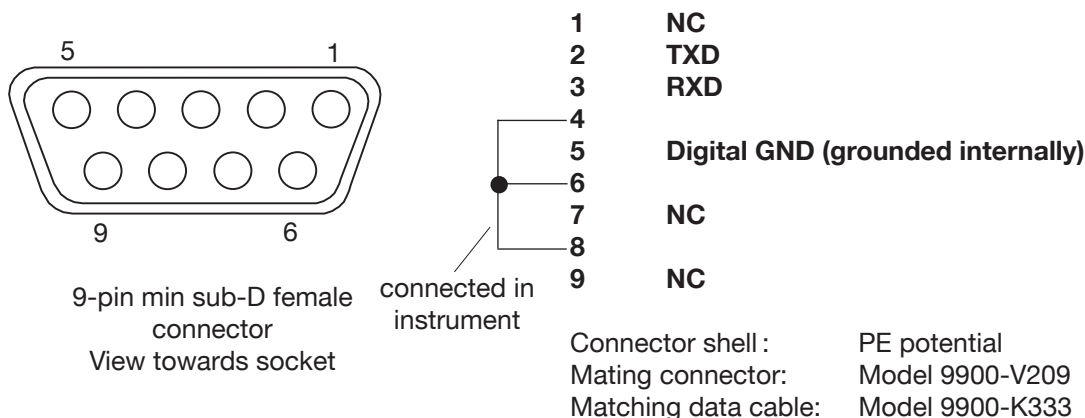 5 1
9 6
9-pin min sub-D female
connector
View towards socket
connected in
instrument
1 NC
2 TXD
3 RXD
4
5 Digital GND (grounded internally)
6
7 NC
8
9 NC
Connector shell : PE potential
Mating connector: Model 9900-V209
Matching data cable: Model 9900-K333